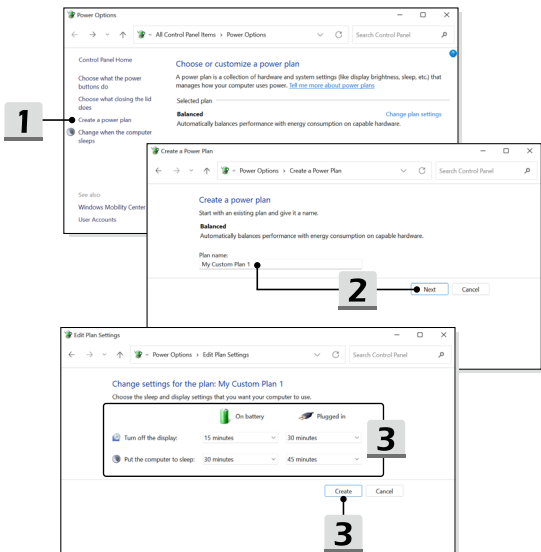 Power Options
All Control Panel Items › Power Options
Search Control Panel
Control Panel Home
Choose what the power
buttons do
Choose what closing the lid
does
Create a power plan
Change when the computer
sleeps
See also
Windows Mobility Center
User Accounts
Choose or customize a power plan
A power plan is a collection of hardware and system settings (like display brightness, sleep, etc.) that
manages how your computer uses power. Tell me more about power plans
Selected plan
Balanced
Change plan settings
Automatically balances performance with energy consumption on capable hardware.
1
Create a Power Plan
Power Options › Create a Power Plan
Search Control Panel
Create a power plan
Start with an existing plan and give it a name.
Balanced
Automatically balances performance with energy consumption on capable hardware.
Plan name:
My Custom Plan 1
2
Next
Cancel
Edit Plan Settings
Power Options › Edit Plan Settings
Search Control Panel
Change settings for the plan: My Custom Plan 1
Choose the sleep and display settings that you want your computer to use.
On battery
Plugged in
Turn off the display:
15 minutes
30 minutes
Put the computer to sleep:
30 minutes
45 minutes
3
Create
Cancel
3